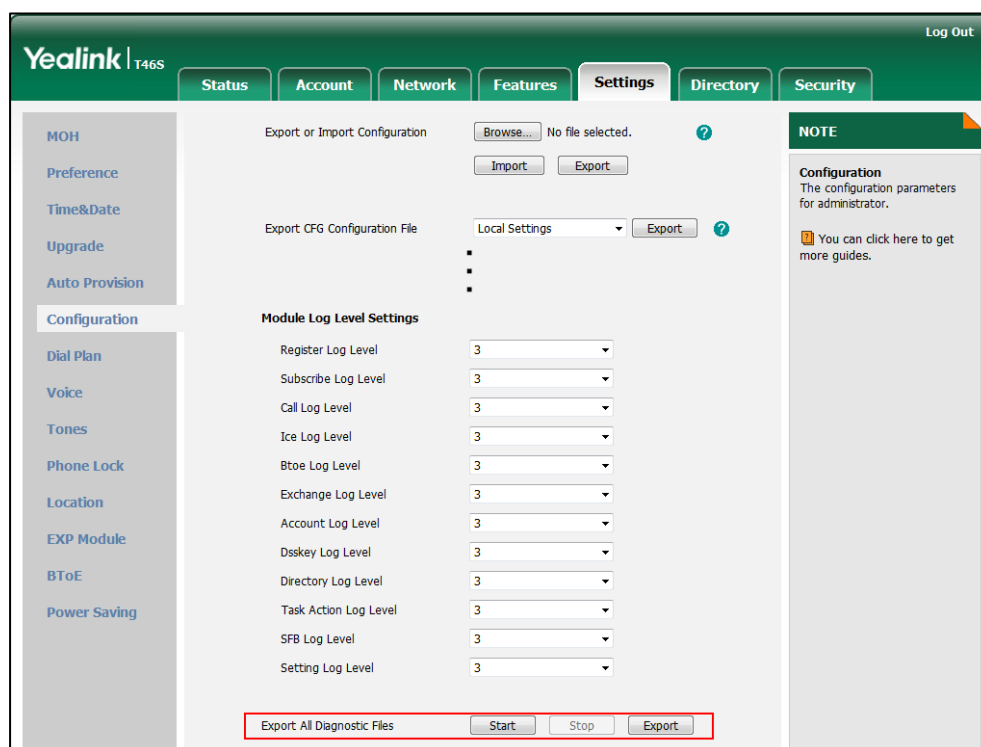 Log Out
Yealink T46S
Status Account Network Features Settings Directory Security
MOH
Preference
Time&Date
Upgrade
Auto Provision
Configuration
Dial Plan
Voice
Tones
Phone Lock
Location
EXP Module
BToE
Power Saving
Export or Import Configuration Browse... No file selected. ?
Import Export
Export CFG Configuration File Local Settings Export ?
Module Log Level Settings
Register Log Level 3
Subscribe Log Level 3
Call Log Level 3
Ice Log Level 3
Btoe Log Level 3
Exchange Log Level 3
Account Log Level 3
Dsskey Log Level 3
Directory Log Level 3
Task Action Log Level 3
SFB Log Level 3
Setting Log Level 3
Export All Diagnostic Files Start Stop Export
NOTE
Configuration
The configuration parameters
for administrator.
? You can click here to get
more guides.